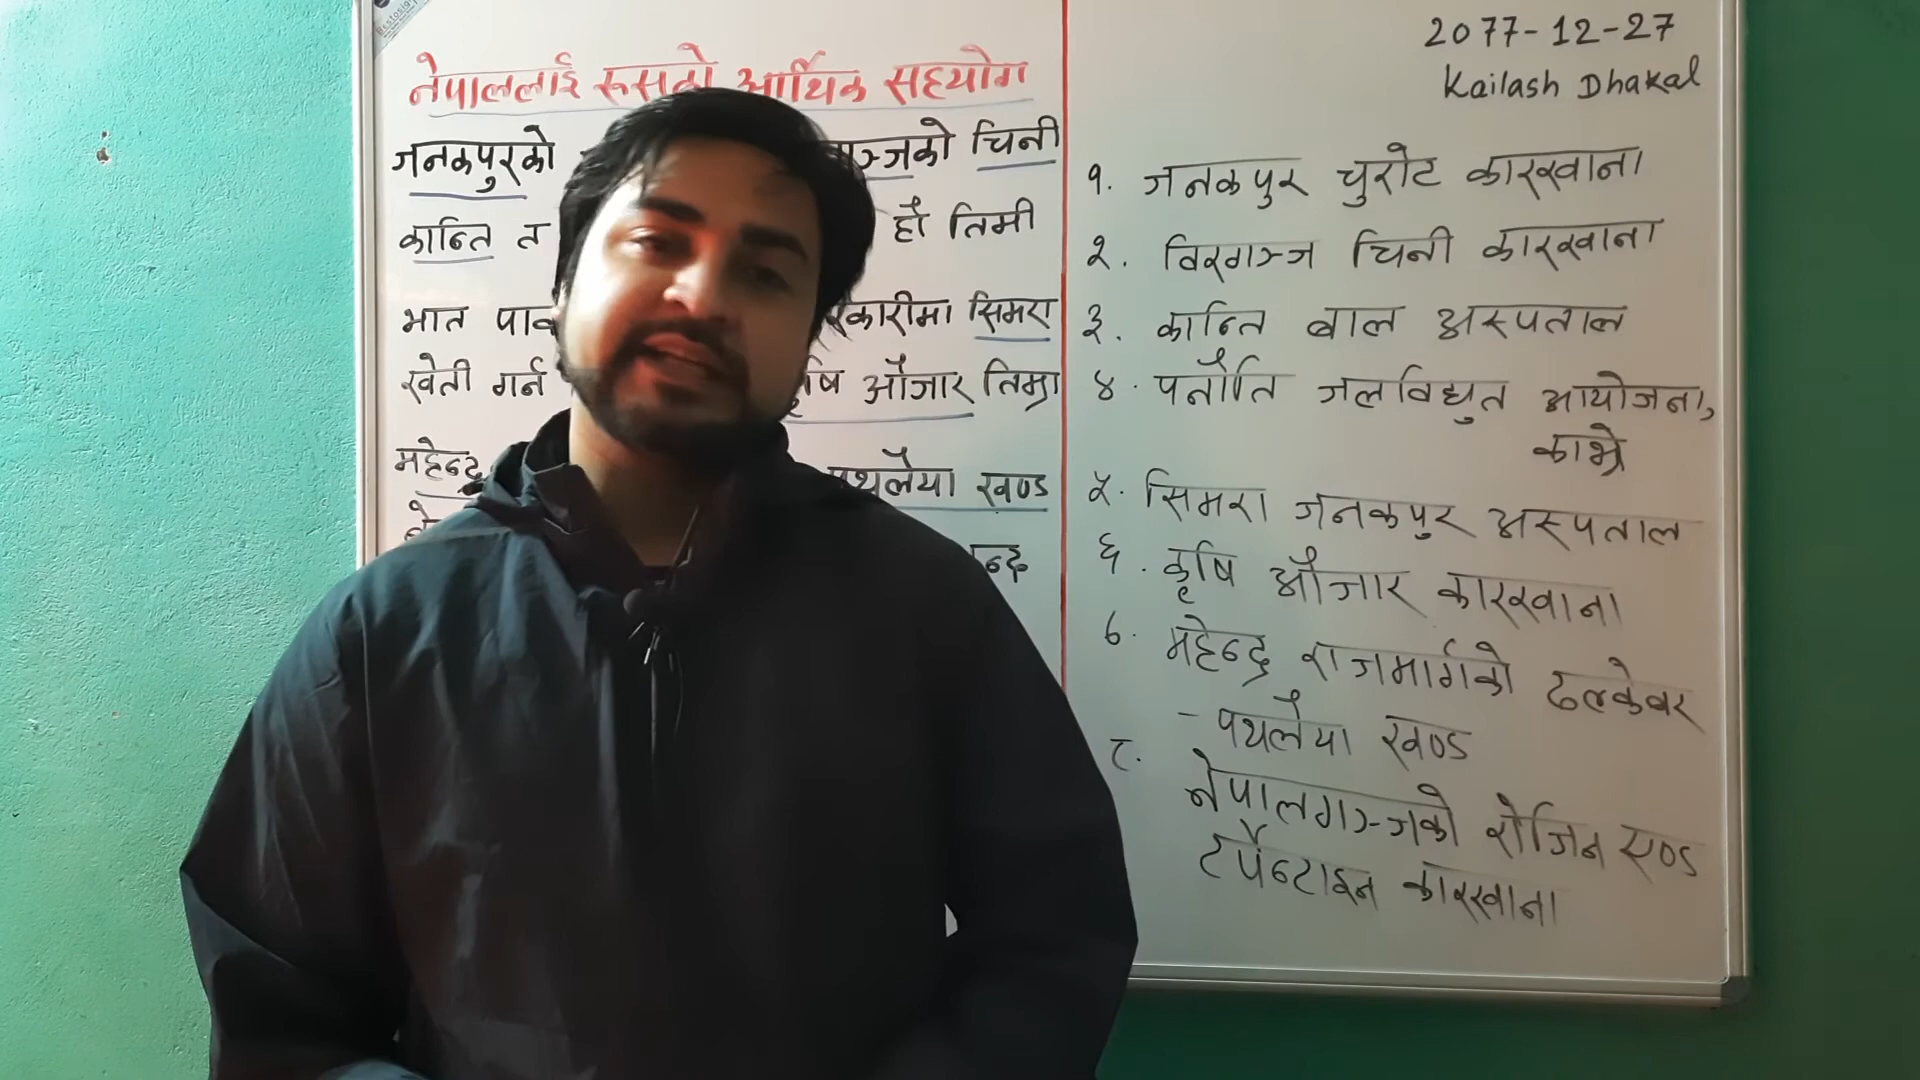 नेपाललाई रूसको आर्थिक सहयोग
जनकपुरको ञ्जको चिनी
कान्ति त हौ तिमी
भात पाक रकारीमा सिमरा
खेती गर्न षि औजार तिम्रा
महेन्द्र पथलैया खण्ड
न्द
2077-12-27
Kailash Dhakal
१. जनकपुर चुरोट कारखाना
२. विरगञ्ज चिनी कारखाना
३. कान्ति बाल अस्पताल
४. पनौति जलविद्युत आयोजना,
काभ्रे
५. सिमरा जनकपुर अस्पताल
६. कृषि औजार कारखाना
७. महेन्द्र राजमार्गको ढल्केवर
- पथलैया खण्ड
८. नेपालगञ्जको रोजिन एण्ड
टर्पेन्टाइन कारखाना